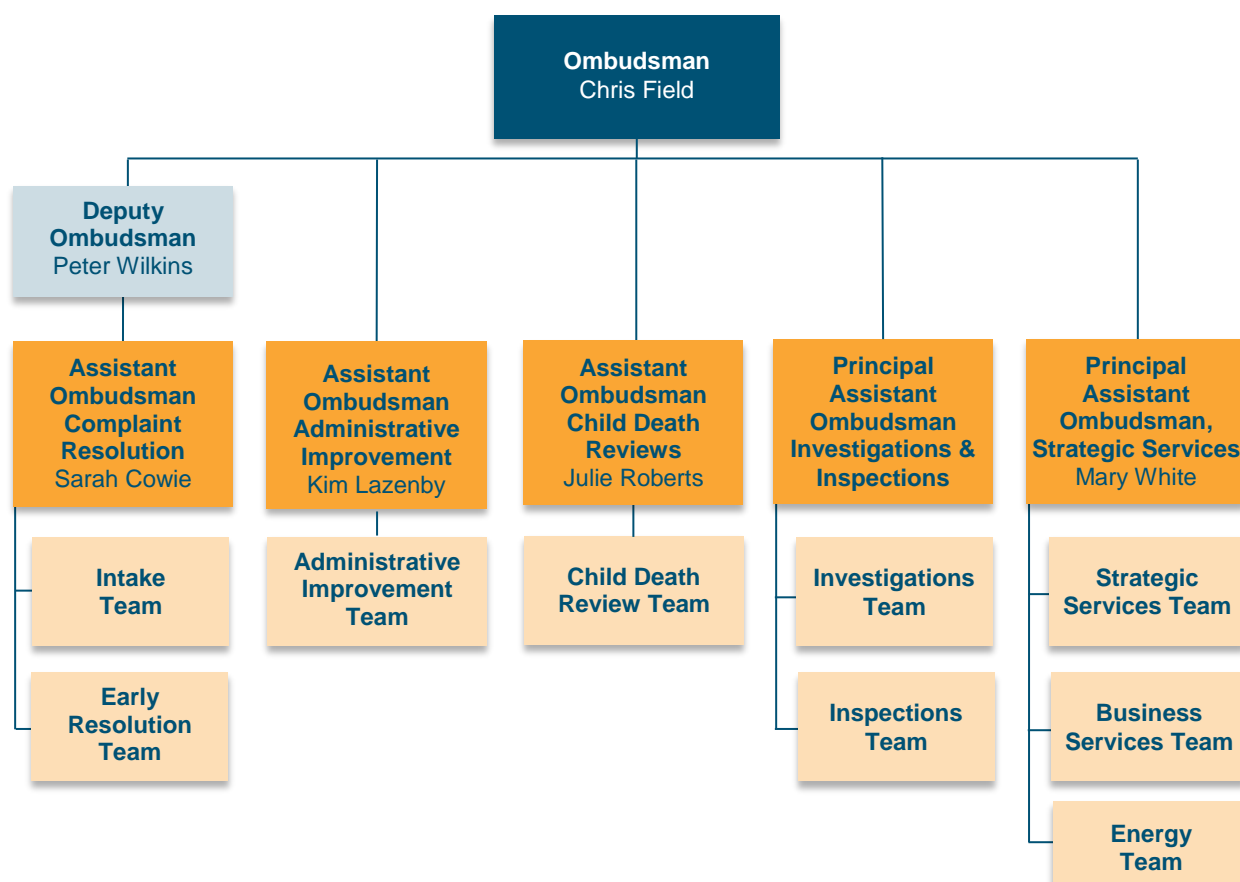 Ombudsman
Chris Field
Deputy
Ombudsman
Peter Wilkins
Assistant
Ombudsman
Complaint
Resolution
Sarah Cowie
Assistant
Ombudsman
Administrative
Improvement
Kim Lazenby
Assistant
Ombudsman
Child Death
Reviews
Julie Roberts
Principal
Assistant
Ombudsman
Investigations &
Inspections
Principal
Assistant
Ombudsman,
Strategic Services
Mary White
Intake
Team
Early
Resolution
Team
Administrative
Improvement
Team
Child Death
Review Team
Investigations
Team
Inspections
Team
Strategic
Services Team
Business
Services Team
Energy
Team